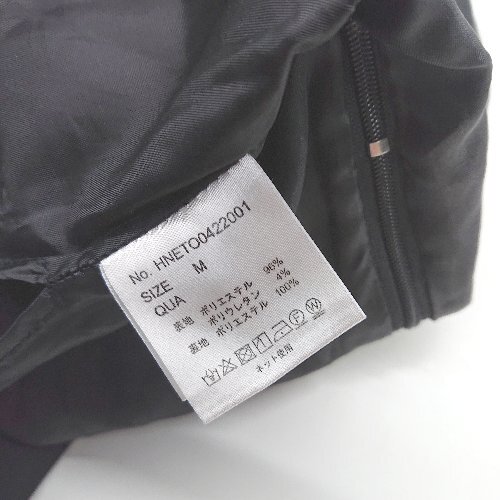 No. HNETO0422001
SIZE M
QUA
表地 ポリエステル 96%
ポリウレタン 4%
裏地 ポリエステル 100%
ネット使用